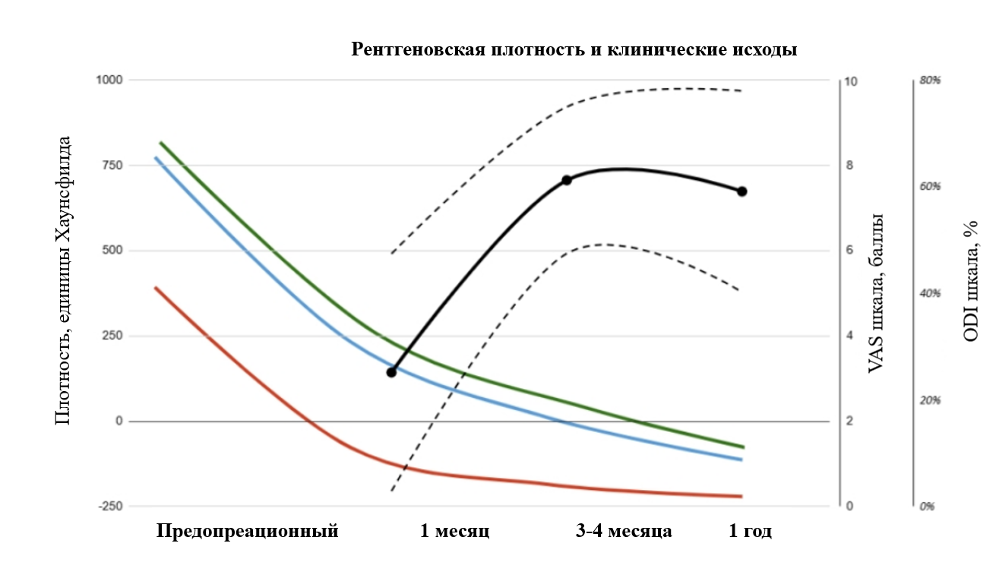 Рентгеновская плотность и клинические исходы
1000
750
500
250
0
-250
Плотность, единицы Хаунсфилда
10
8
6
4
2
0
VAS шкала, баллы
80%
60%
40%
20%
0%
ODI шкала, %
Предопреационный
1 месяц
3-4 месяца
1 год